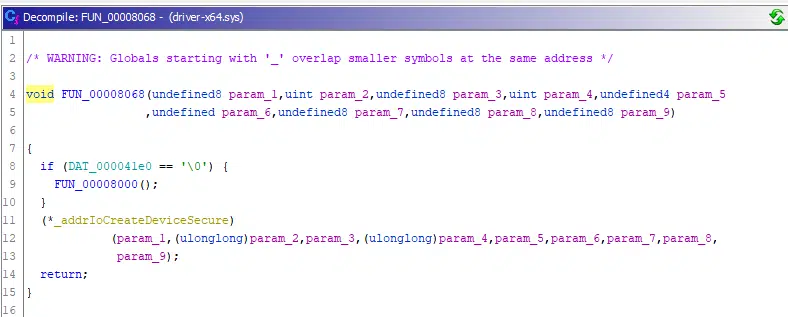 Decompile: FUN_00008068 - (driver-x64.sys)
1
2 /* WARNING: Globals starting with '_' overlap smaller symbols at the same address */
3
4 void FUN_00008068(undefined8 param_1,uint param_2,undefined8 param_3,uint param_4,undefined4 param_5
5 ,undefined param_6,undefined8 param_7,undefined8 param_8,undefined8 param_9)
6
7 {
8 if (DAT_000041e0 == '\0') {
9 FUN_00008000();
10 }
11 (*_addrIoCreateDeviceSecure)
12 (param_1,(ulonglong)param_2,param_3,(ulonglong)param_4,param_5,param_6,param_7,param_8,
13 param_9);
14 return;
15 }
16